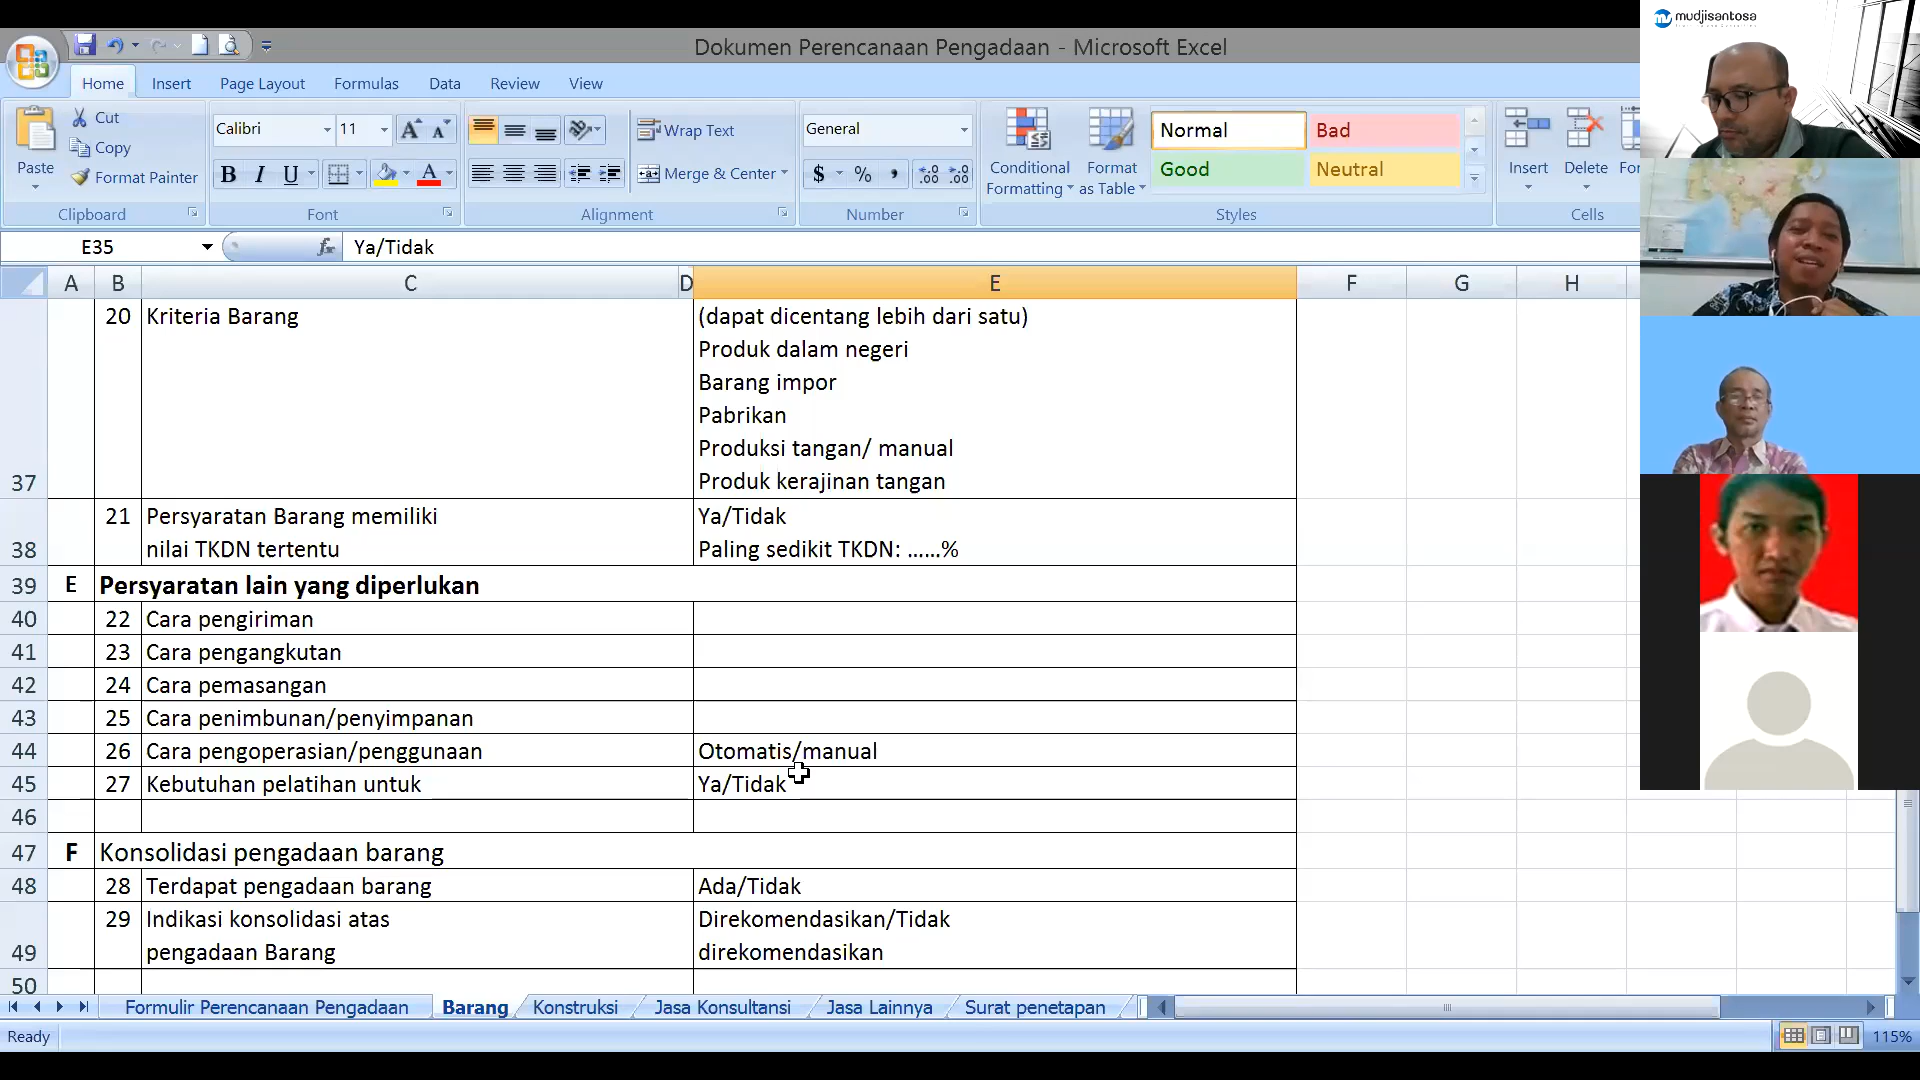 mudjisantosa
Dokumen Perencanaan Pengadaan - Microsoft Excel
Home Insert Page Layout Formulas Data Review View
Paste
Cut
Copy
Format Painter
Clipboard
Calibri 11
B I U
Font
Wrap Text
Merge & Center
Alignment
General
$ % ,
Number
Conditional Formatting
Format as Table
Normal Bad
Good Neutral
Styles
Insert Delete
Cells
E35 Ya/Tidak
A B C D E F G H
37 20 Kriteria Barang (dapat dicentang lebih dari satu)
Produk dalam negeri
Barang impor
Pabrikan
Produksi tangan/ manual
Produk kerajinan tangan
38 21 Persyaratan Barang memiliki Ya/Tidak
nilai TKDN tertentu Paling sedikit TKDN: ......%
39 E Persyaratan lain yang diperlukan
40 22 Cara pengiriman
41 23 Cara pengangkutan
42 24 Cara pemasangan
43 25 Cara penimbunan/penyimpanan
44 26 Cara pengoperasian/penggunaan Otomatis/manual
45 27 Kebutuhan pelatihan untuk Ya/Tidak
46
47 F Konsolidasi pengadaan barang
48 28 Terdapat pengadaan barang Ada/Tidak
49 29 Indikasi konsolidasi atas Direkomendasikan/Tidak
pengadaan Barang direkomendasikan
50
Formulir Perencanaan Pengadaan Barang Konstruksi Jasa Konsultansi Jasa Lainnya Surat penetapan
Ready 115%